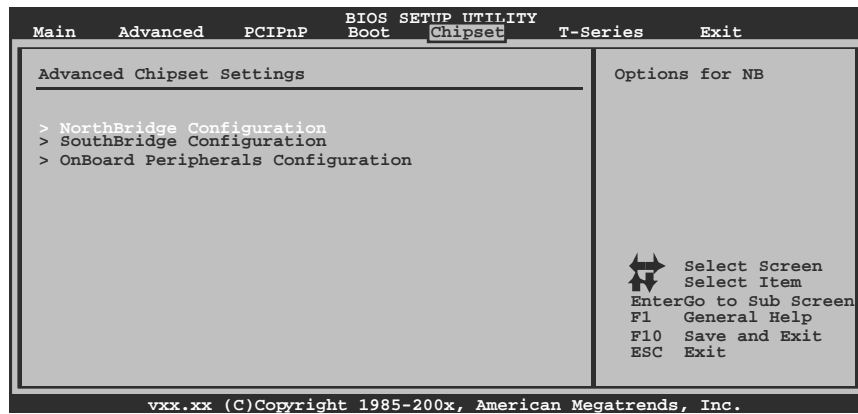 BIOS SETUP UTILITY
Main Advanced PCIPnP Boot Chipset T-Series Exit
Advanced Chipset Settings
> NorthBridge Configuration
> SouthBridge Configuration
> OnBoard Peripherals Configuration
Options for NB
Select Screen
Select Item
EnterGo to Sub Screen
F1 General Help
F10 Save and Exit
ESC Exit
vxx.xx (C)Copyright 1985-200x, American Megatrends, Inc.